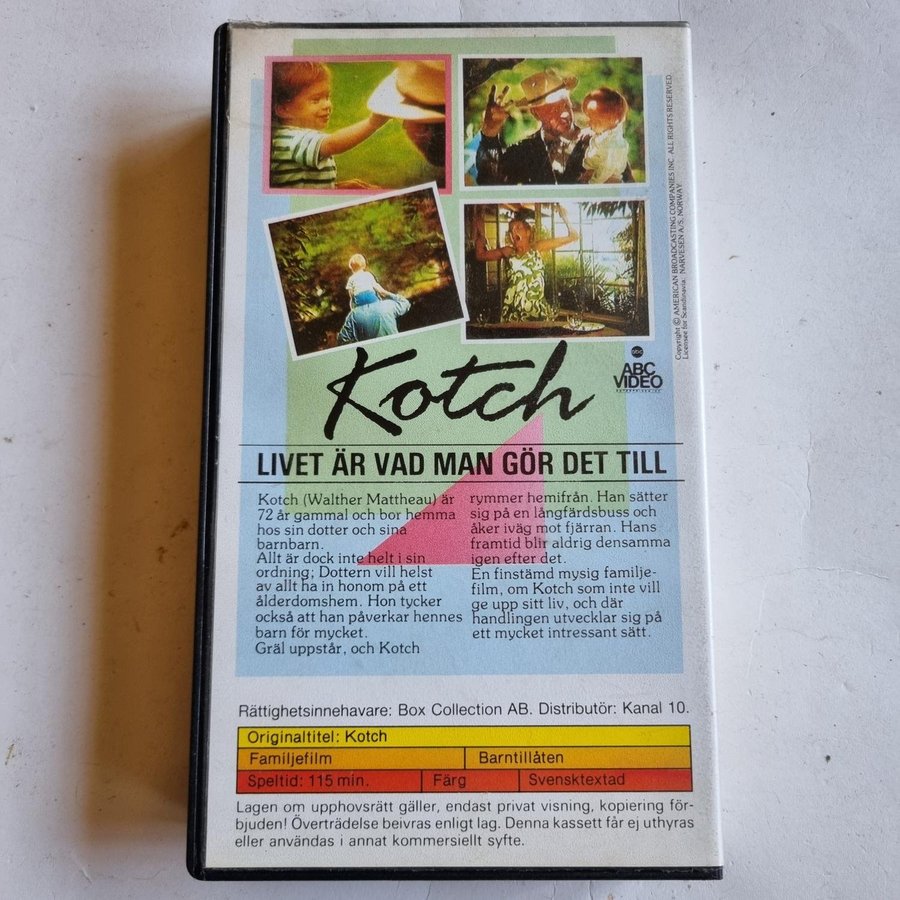 Copyright © AMERICAN BROADCASTING COMPANIES INC. ALL RIGHTS RESERVED
Licensee for Scandinavia: NARVESEN A/S, NORWAY
Kotch
abc
ABC
VIDEO
LIVET ÄR VAD MAN GÖR DET TILL
Kotch (Walther Mattheau) är
72 år gammal och bor hemma
hos sin dotter och sina
barnbarn.
Allt är dock inte helt i sin
ordning; Dottern vill helst
av allt ha in honom på ett
ålderdomshem. Hon tycker
också att han påverkar hennes
barn för mycket.
Gräl uppstår, och Kotch
rymmer hemifrån. Han sätter
sig på en långfärdsbuss och
åker iväg mot fjärran. Hans
framtid blir aldrig densamma
igen efter det.
En finstämd mysig familje-
film, om Kotch som inte vill
ge upp sitt liv, och där
handlingen utvecklar sig på
ett mycket intressant sätt.
Rättighetsinnehavare: Box Collection AB. Distributör: Kanal 10.
Originaltitel: Kotch
Familjefilm Barntillåten
Speltid: 115 min. Färg Svensktextad
Lagen om upphovsrätt gäller, endast privat visning, kopiering för-
bjuden! Överträdelse beivras enligt lag. Denna kassett får ej uthyras
eller användas i annat kommersiellt syfte.